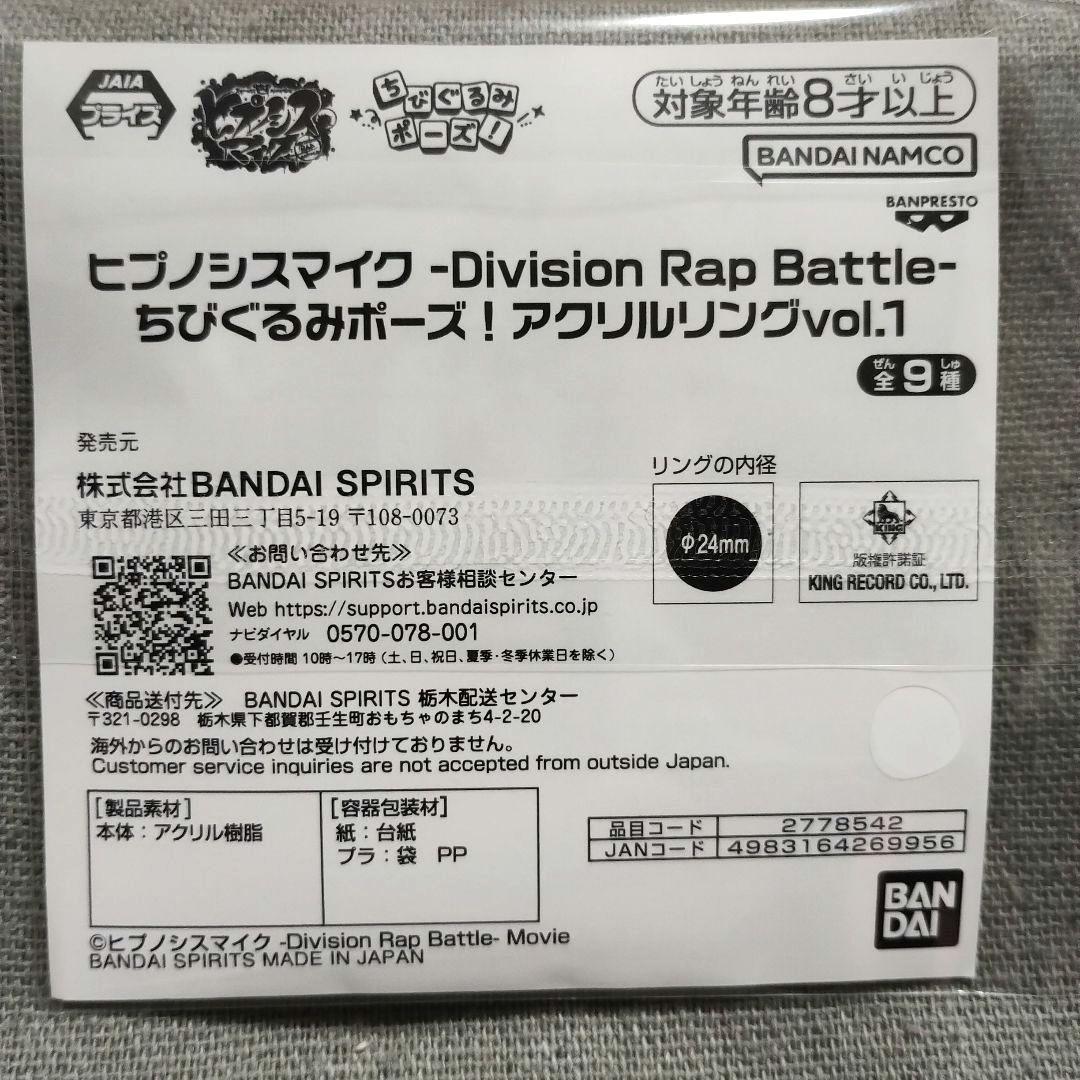 JAIA
プライズ
ヒプノシス
マイク
ちびぐるみ
ポーズ!
たいしょうねんれい さい いじょう
対象年齢8才以上
BANDAI NAMCO
BANPRESTO
ヒプノシスマイク -Division Rap Battle-
ちびぐるみポーズ!アクリルリングvol.1
ぜん しゅ
全9種
発売元
株式会社BANDAI SPIRITS
東京都港区三田三丁目5-19 〒108-0073
≪お問い合わせ先≫
BANDAI SPIRITSお客様相談センター
Web https://support.bandaispirits.co.jp
ナビダイヤル 0570-078-001
●受付時間 10時〜17時(土、日、祝日、夏季・冬季休業日を除く)
リングの内径
φ24mm
KING
版権許諾証
KING RECORD CO., LTD.
≪商品送付先≫ BANDAI SPIRITS 栃木配送センター
〒321-0298 栃木県下都賀郡壬生町おもちゃのまち4-2-20
海外からのお問い合わせは受け付けておりません。
Customer service inquiries are not accepted from outside Japan.
[製品素材]
本体:アクリル樹脂
[容器包装材]
紙:台紙
プラ:袋 PP
品目コード 2778542
JANコード 4983164269956
BAN
DAI
©ヒプノシスマイク -Division Rap Battle- Movie
BANDAI SPIRITS MADE IN JAPAN